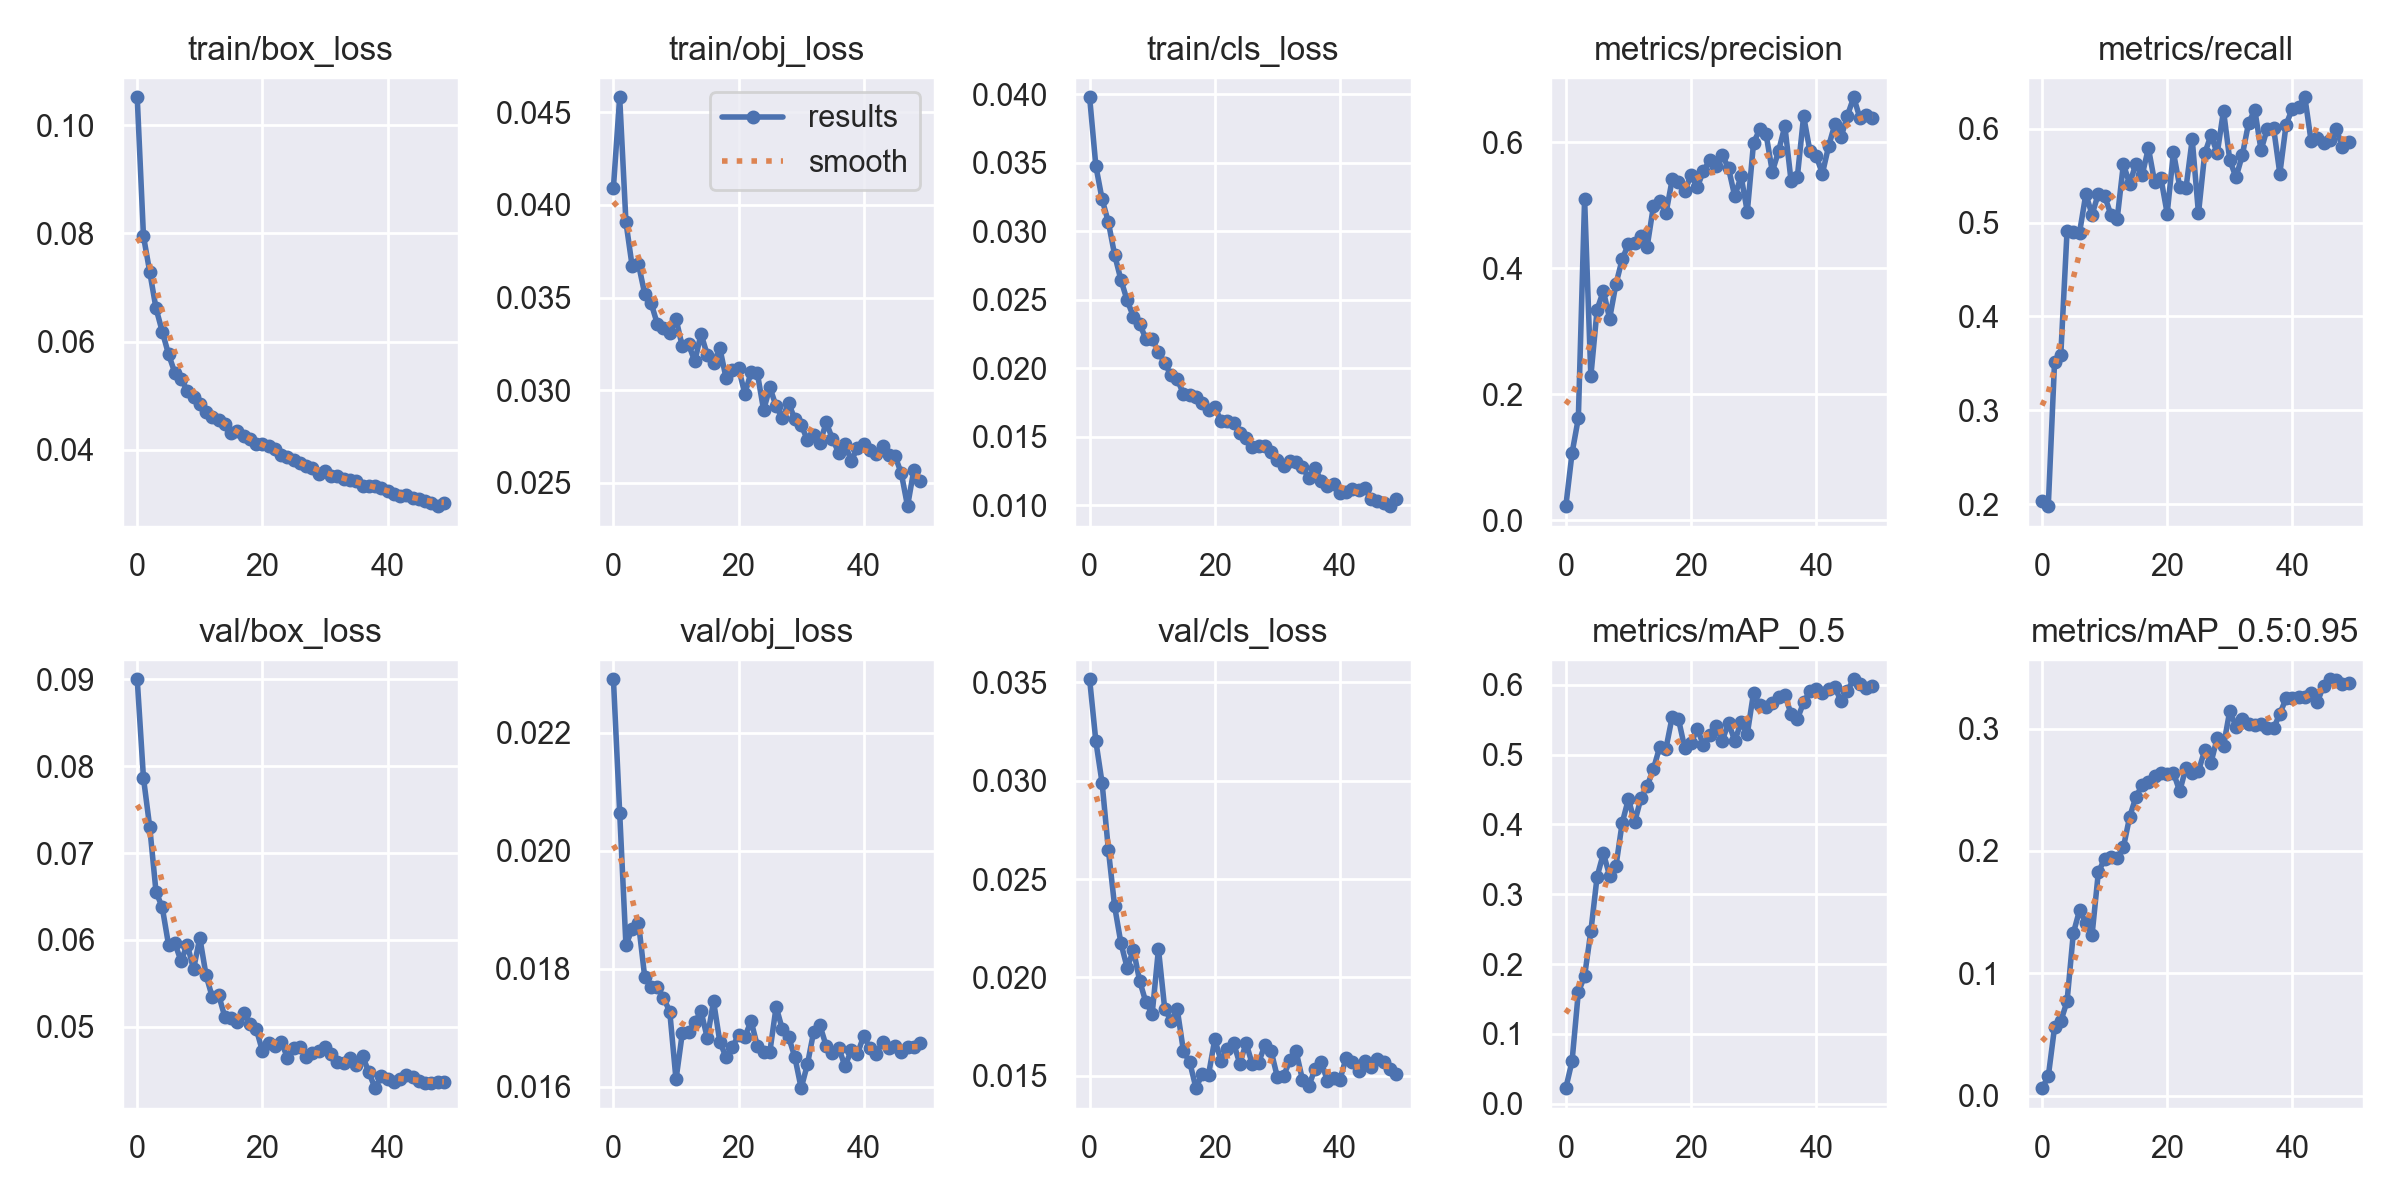 train/box_loss
0.10
0.08
0.06
0.04
0 20 40
train/obj_loss
results
smooth
0.045
0.040
0.035
0.030
0.025
0 20 40
train/cls_loss
0.040
0.035
0.030
0.025
0.020
0.015
0.010
0 20 40
metrics/precision
0.6
0.4
0.2
0.0
0 20 40
metrics/recall
0.6
0.5
0.4
0.3
0.2
0 20 40
val/box_loss
0.09
0.08
0.07
0.06
0.05
0 20 40
val/obj_loss
0.022
0.020
0.018
0.016
0 20 40
val/cls_loss
0.035
0.030
0.025
0.020
0.015
0 20 40
metrics/mAP_0.5
0.6
0.5
0.4
0.3
0.2
0.1
0.0
0 20 40
metrics/mAP_0.5:0.95
0.3
0.2
0.1
0.0
0 20 40